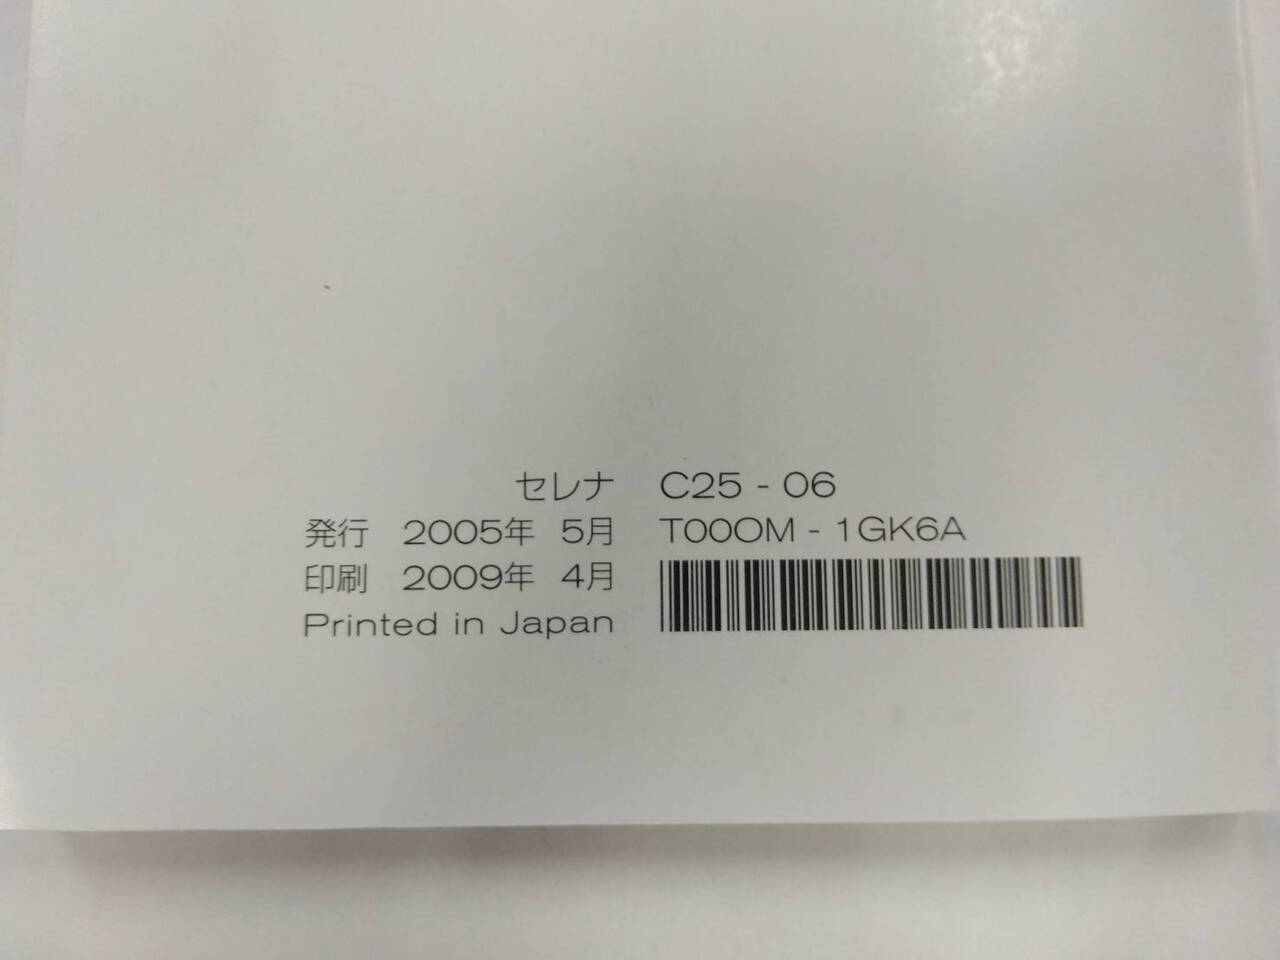 セレナ C25 - 06
発行 2005年 5月 T00OM - 1GK6A
印刷 2009年 4月
Printed in Japan